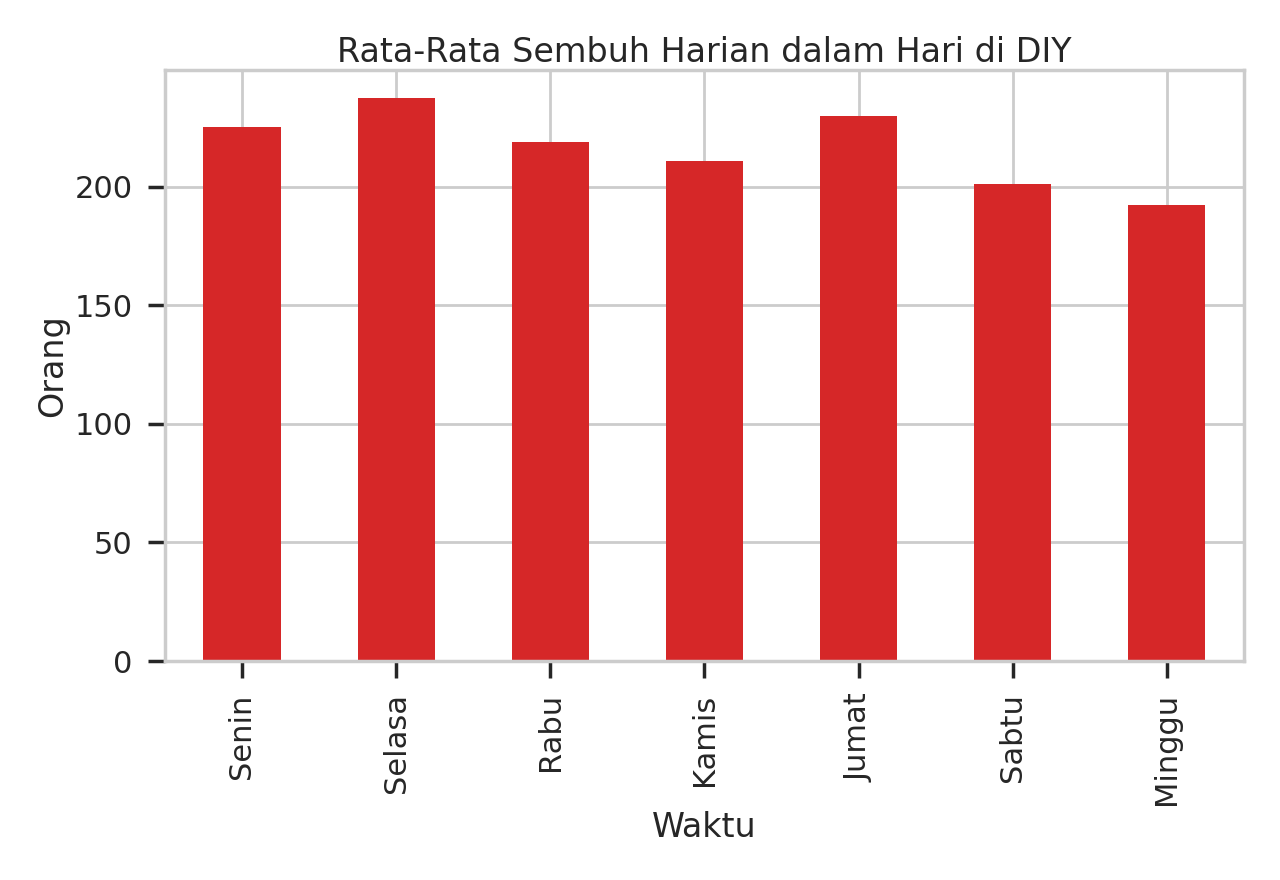 Rata-Rata Sembuh Harian dalam Hari di DIY
Orang
200
150
100
50
0
Senin
Selasa
Rabu
Kamis
Jumat
Sabtu
Minggu
Waktu